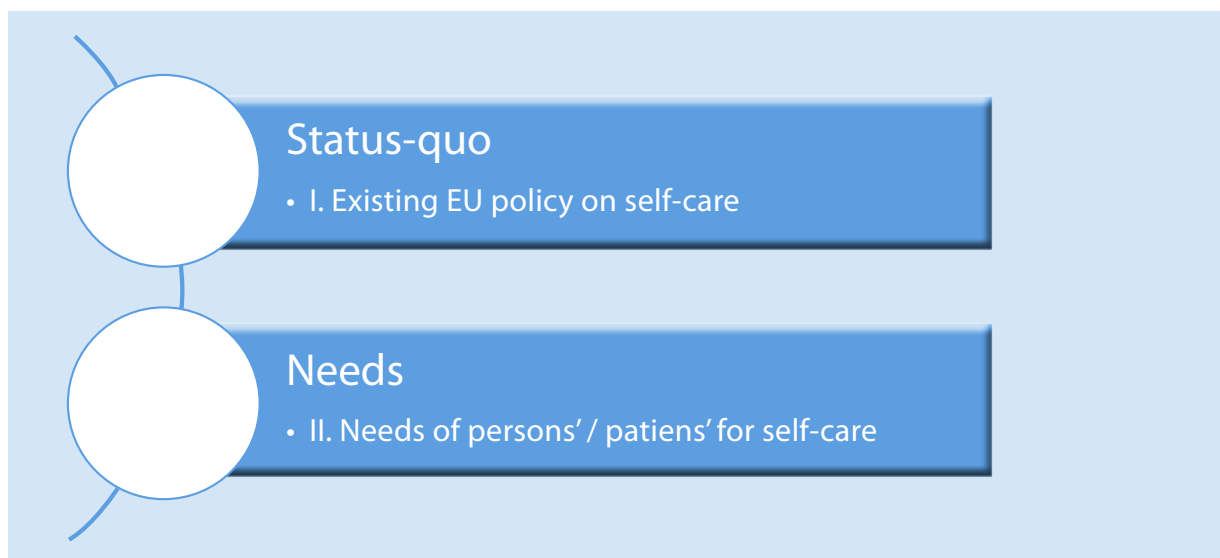 Status-quo
• I. Existing EU policy on self-care
Needs
• II. Needs of persons’ / patiens’ for self-care